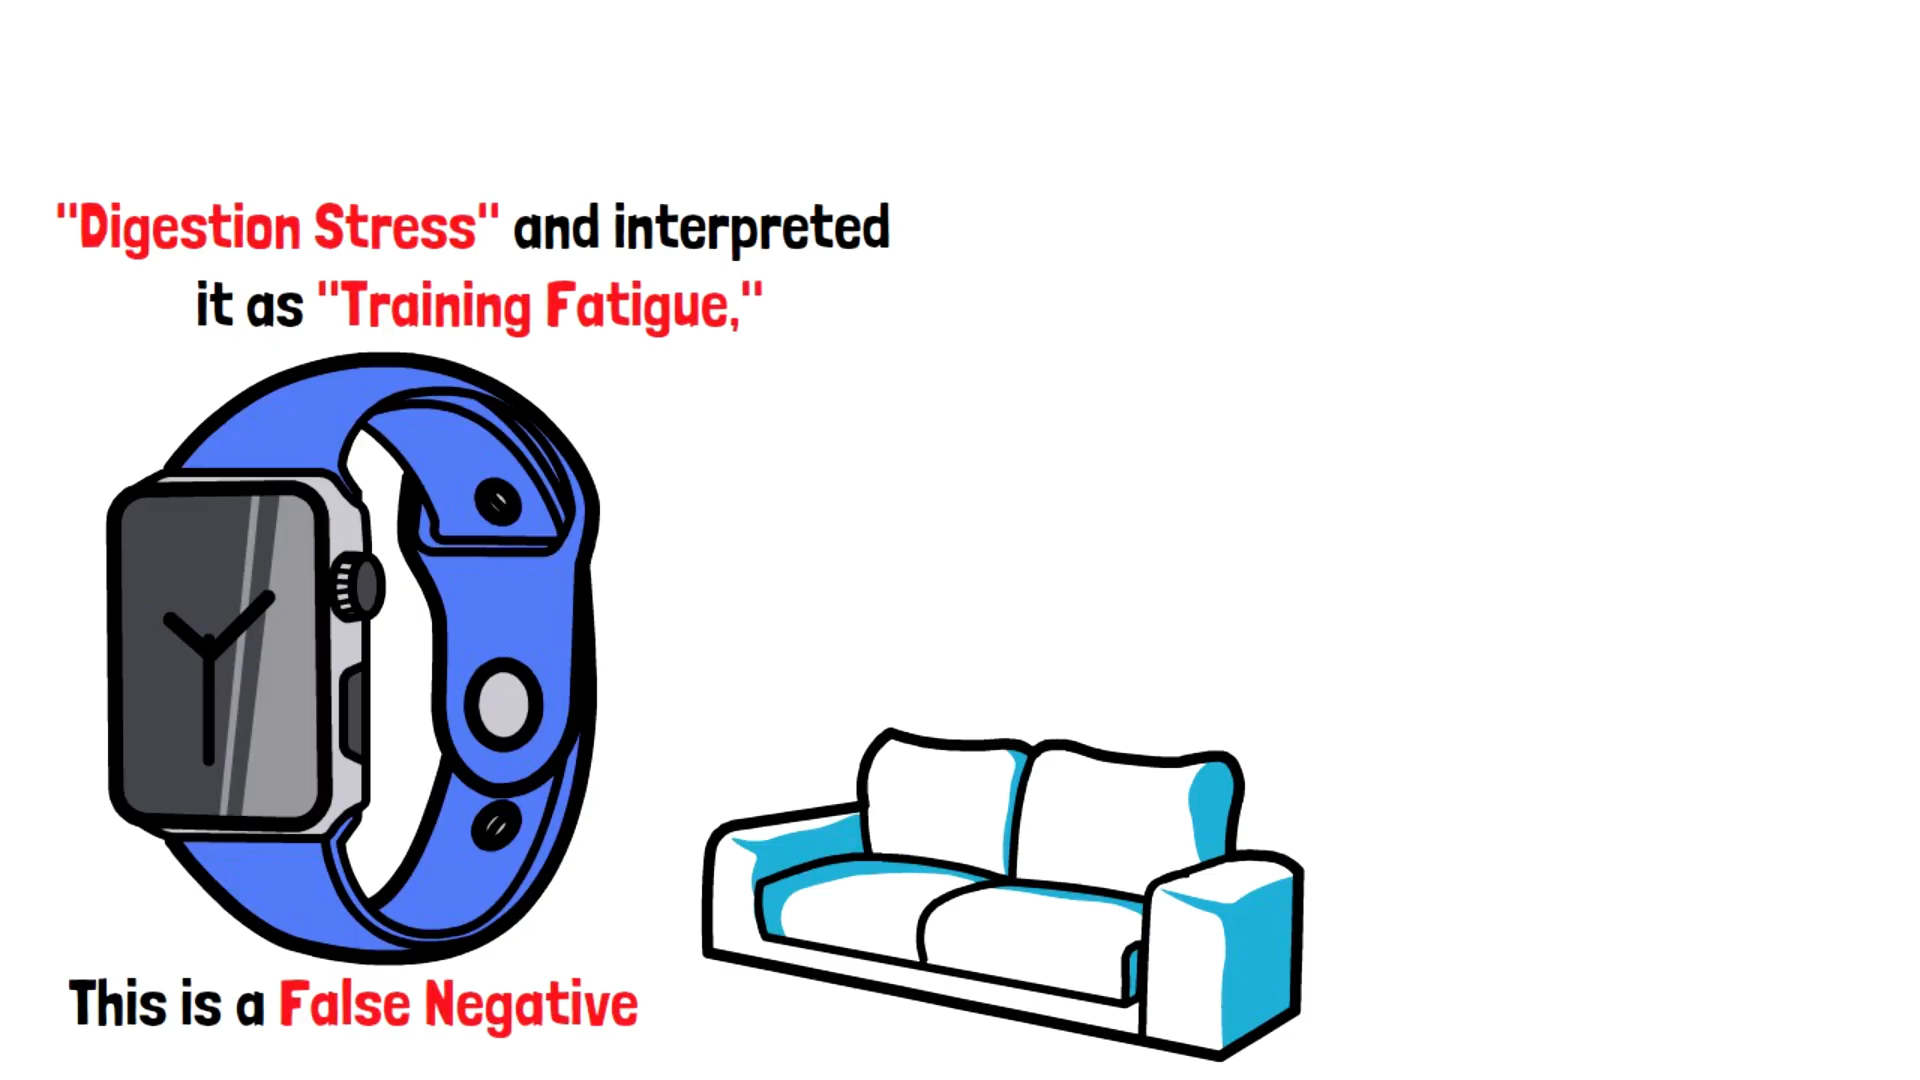 "Digestion Stress" and interpreted
it as "Training Fatigue,"
This is a False Negative